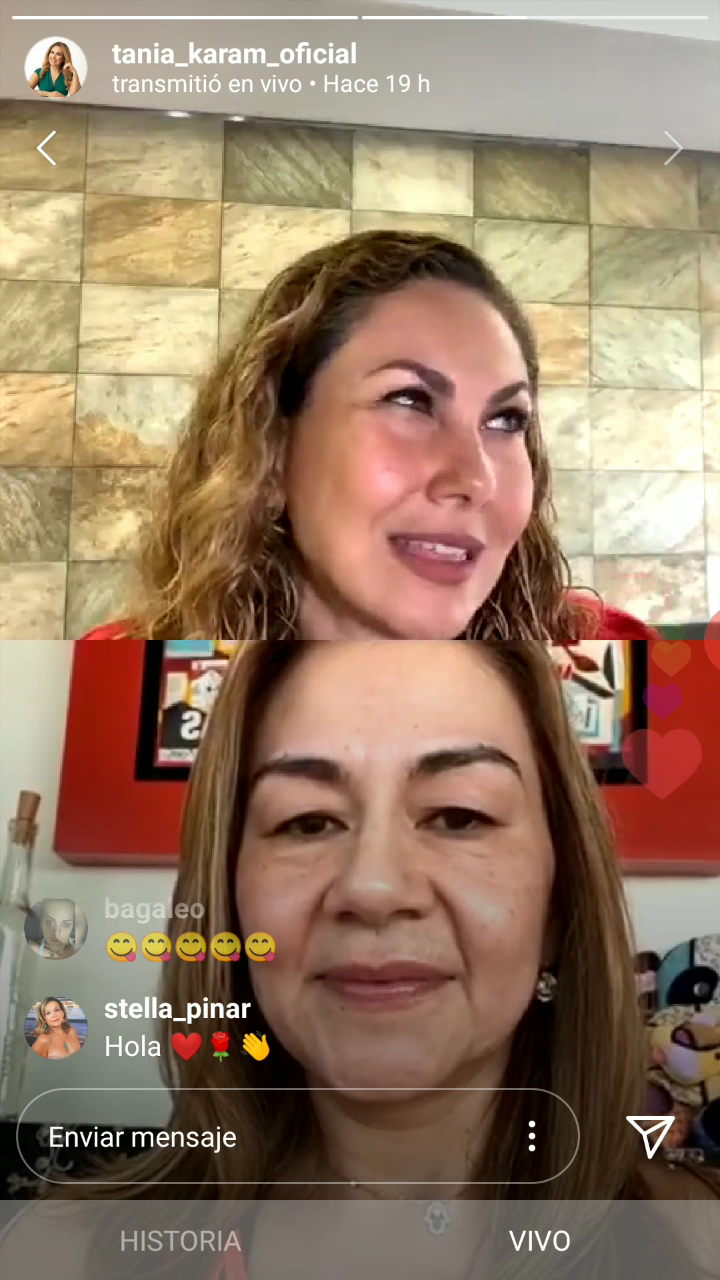 tania_karam_oficial
transmitió en vivo • Hace 19 h
bagaleo
😋😋😋😋😋
stella_pinar
Hola ❤️🌹👋
Enviar mensaje
HISTORIA
VIVO